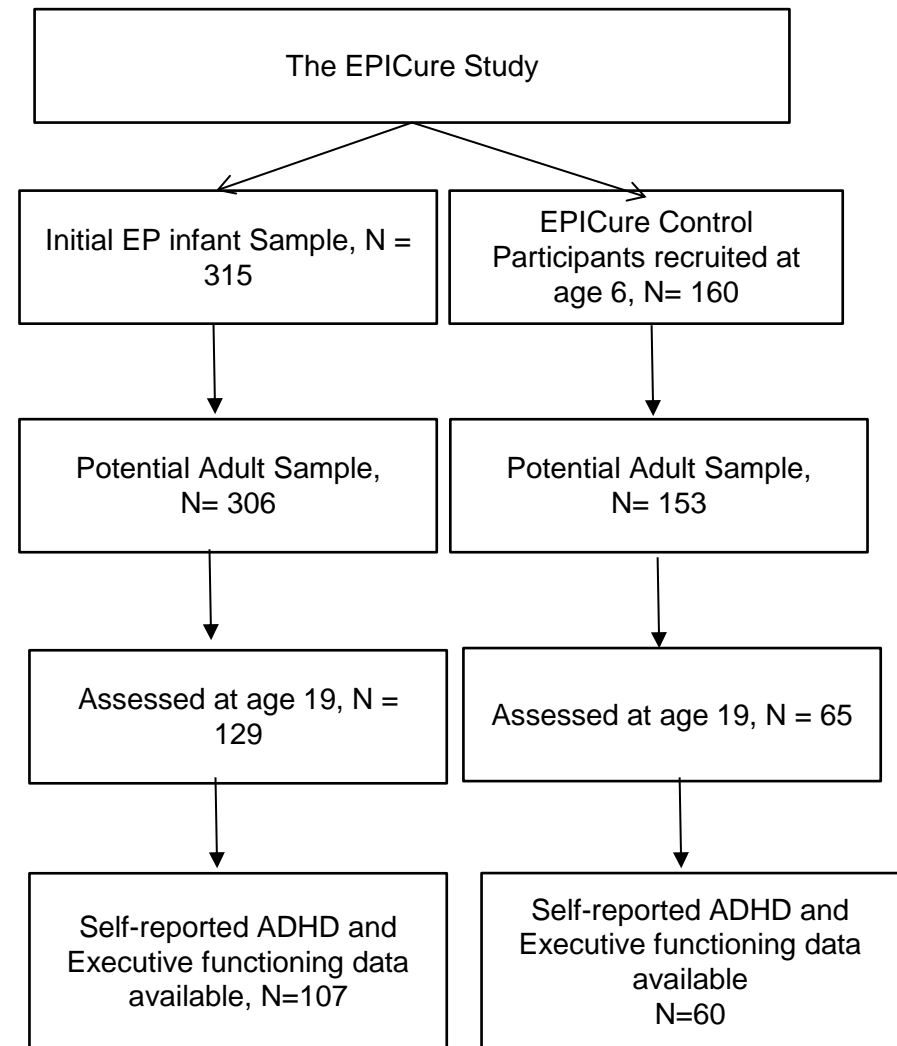 The EPICure Study
Initial EP infant Sample, N =
315
EPICure Control
Participants recruited at
age 6, N= 160
Potential Adult Sample,
N= 306
Potential Adult Sample,
N= 153
Assessed at age 19, N =
129
Assessed at age 19, N = 65
Self-reported ADHD and
Executive functioning data
available, N=107
Self-reported ADHD and
Executive functioning data
available
N=60